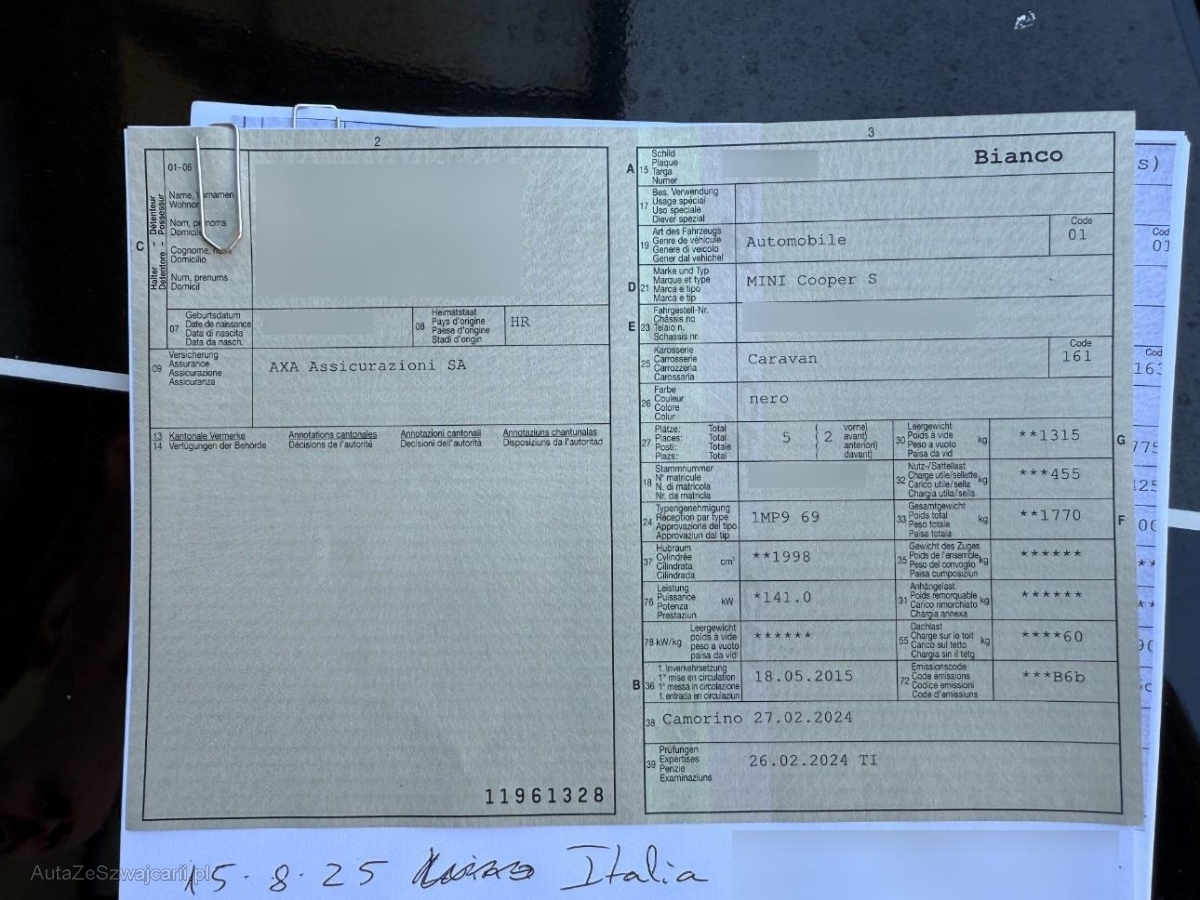 2
C
Halter - Détenteur
Detentore - Possessur
01-06
Nom, prénoms
Cognome,
Domicilio
Num, prenums
Domicil
07
Geburtsdatum
Date de naissance
Data di nascita
Data da nasch.
08
Heimatstaat
Pays d'origine
Paese d'origine
Stadi d'origin
HR
09
Versicherung
Assurance
Assicurazione
Assicuranza
AXA Assicurazioni SA
13 Kantonale Vermerke Annotations cantonales Annotazioni cantonali Annotaziuns chantunalas
14 Verfügungen der Behörde Décisions de l'autorité Decisioni dell'autorità Disposiziuns da l'autoritad
11961328
3
A
15
Schild
Plaque
Targa
Numer
Bianco
17
Bes. Verwendung
Usage spécial
Uso speciale
Diever spezial
19
Art des Fahrzeugs
Genre de véhicule
Genere di veicolo
Gener dal vehichel
Automobile
Code
01
D
21
Marke und Typ
Marque et type
Marca e tipo
Marca e tip
MINI Cooper S
E
23
Fahrgestell-Nr.
Châssis no
Telaio n.
Schassis nr.
25
Karosserie
Carrosserie
Carrozzeria
Carossaria
Caravan
Code
161
26
Farbe
Couleur
Colore
Colur
nero
27
Plätze: Total
Places: Total
Posti: Totale
Plazs: Total
5
( 2
vorne)
avant)
anteriori)
davant)
30
Leergewicht
Poids à vide
Peso a vuoto
Paisa da vid
kg
**1315
G
18
Stammnummer
N° matricule
N. di matricola
Nr. da matricla
32
Nutz-/Sattellast
Charge utile/sellette
Carico utile/sella
Chargia utila/sella
kg
***455
24
Typengenehmigung
Réception par type
Approvazione del tipo
Approvaziun dal tip
1MP9 69
33
Gesamtgewicht
Poids total
Peso totale
Paisa totala
kg
**1770
F
37
Hubraum
Cylindrée
Cilindrata
Cilindrada
cm³
**1998
35
Gewicht des Zuges
Poids de l'ensemble
Peso del convoglio
Paisa cumposiziun
kg
******
76
Leistung
Puissance
Potenza
Prestaziun
kW
*141.0
31
Anhängelast
Poids remorquable
Carico rimorchiato
Chargia annexa
kg
******
78 kW/kg
Leergewicht
poids à vide
peso a vuoto
paisa da vid
******
55
Dachlast
Charge sur le toit
Carico sul tetto
Chargia sin il tetg
kg
****60
B
36
1. Inverkehrsetzung
1re mise en circulation
1a messa in circolazione
1. entrada en circulaziun
18.05.2015
72
Emissionscode
Code émissions
Codice emissioni
Code d'emissiuns
***B6b
38
Camorino 27.02.2024
39
Prüfungen
Expertises
Perizie
Examinaziuns
26.02.2024 TI
s)
Cod
01
Cod
15.8.25 Italia
AutaZeSzwajcarii.pl